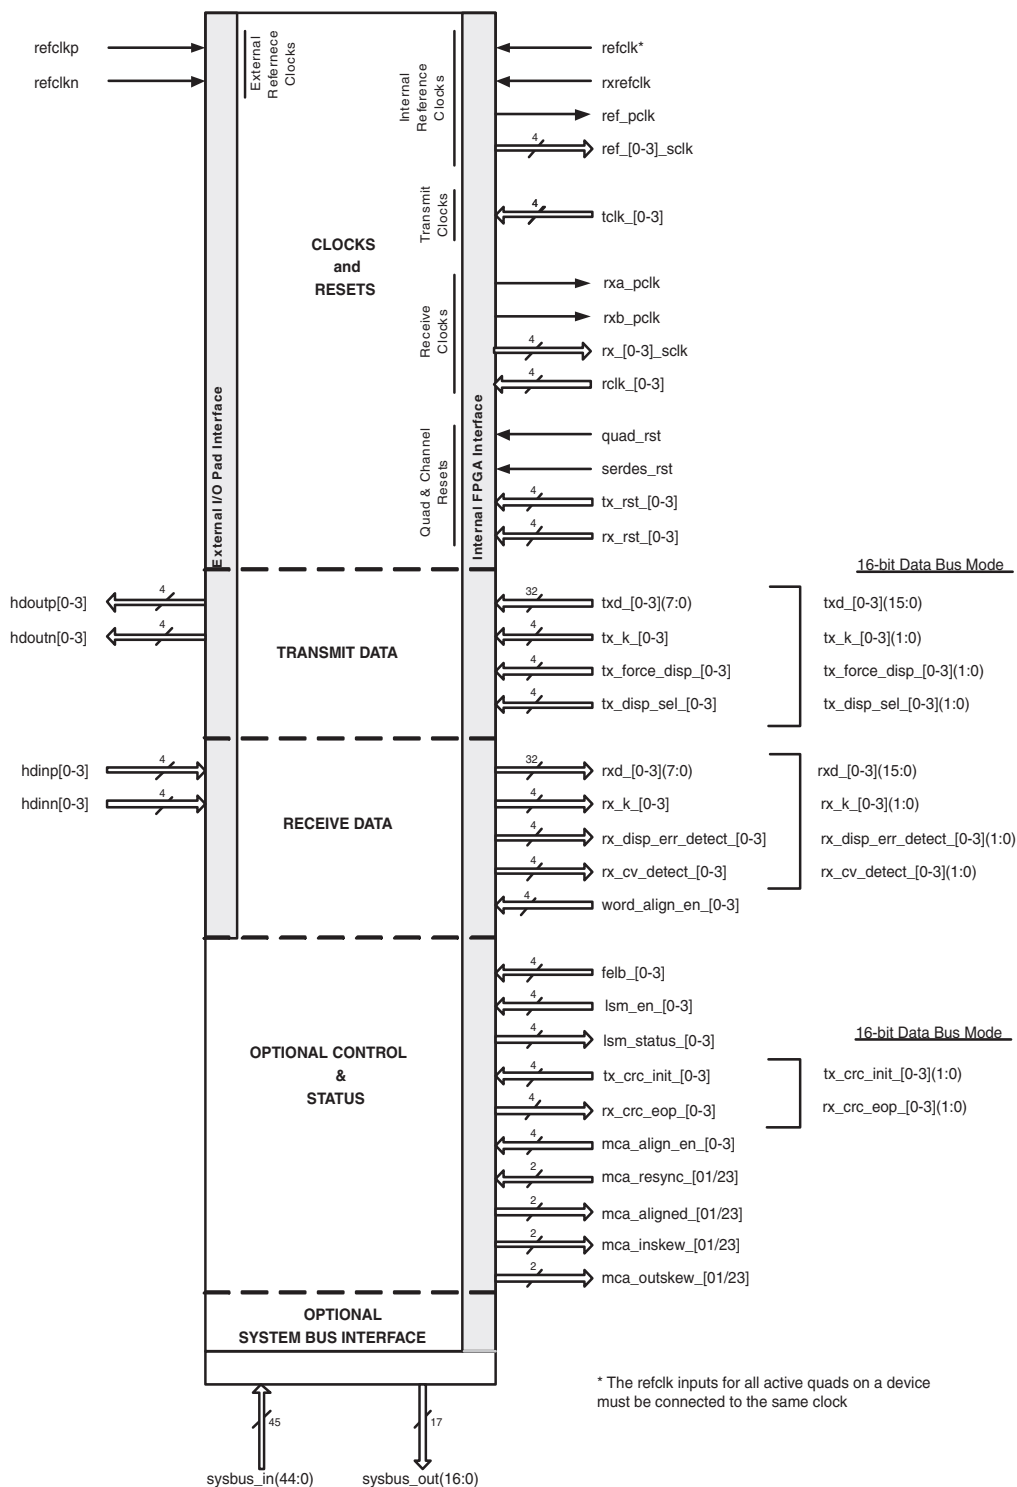 refclkp
refclkn
External
Refernece
Clocks
Internal
Reference
Clocks
refclk*
rxrefclk
ref_pclk
4
ref_[0-3]_sclk
Transmit
Clocks
4
tclk_[0-3]
CLOCKS
and
RESETS
Receive
Clocks
rxa_pclk
rxb_pclk
4
rx_[0-3]_sclk
4
rclk_[0-3]
External I/O Pad Interface
Internal FPGA Interface
Quad & Channel
Resets
quad_rst
serdes_rst
4
tx_rst_[0-3]
4
rx_rst_[0-3]
16-bit Data Bus Mode
hdoutp[0-3]
4
hdoutn[0-3]
4
TRANSMIT DATA
32
txd_[0-3](7:0)
txd_[0-3](15:0)
4
tx_k_[0-3]
tx_k_[0-3](1:0)
4
tx_force_disp_[0-3]
tx_force_disp_[0-3](1:0)
4
tx_disp_sel_[0-3]
tx_disp_sel_[0-3](1:0)
hdinp[0-3]
4
hdinn[0-3]
4
RECEIVE DATA
32
rxd_[0-3](7:0)
rxd_[0-3](15:0)
4
rx_k_[0-3]
rx_k_[0-3](1:0)
4
rx_disp_err_detect_[0-3]
rx_disp_err_detect_[0-3](1:0)
4
rx_cv_detect_[0-3]
rx_cv_detect_[0-3](1:0)
4
word_align_en_[0-3]
OPTIONAL CONTROL
&
STATUS
4
felb_[0-3]
4
lsm_en_[0-3]
4
lsm_status_[0-3]
16-bit Data Bus Mode
4
tx_crc_init_[0-3]
tx_crc_init_[0-3](1:0)
4
rx_crc_eop_[0-3]
rx_crc_eop_[0-3](1:0)
4
mca_align_en_[0-3]
2
mca_resync_[01/23]
2
mca_aligned_[01/23]
2
mca_inskew_[01/23]
2
mca_outskew_[01/23]
OPTIONAL
SYSTEM BUS INTERFACE
* The refclk inputs for all active quads on a device
must be connected to the same clock
45
17
sysbus_in(44:0)
sysbus_out(16:0)